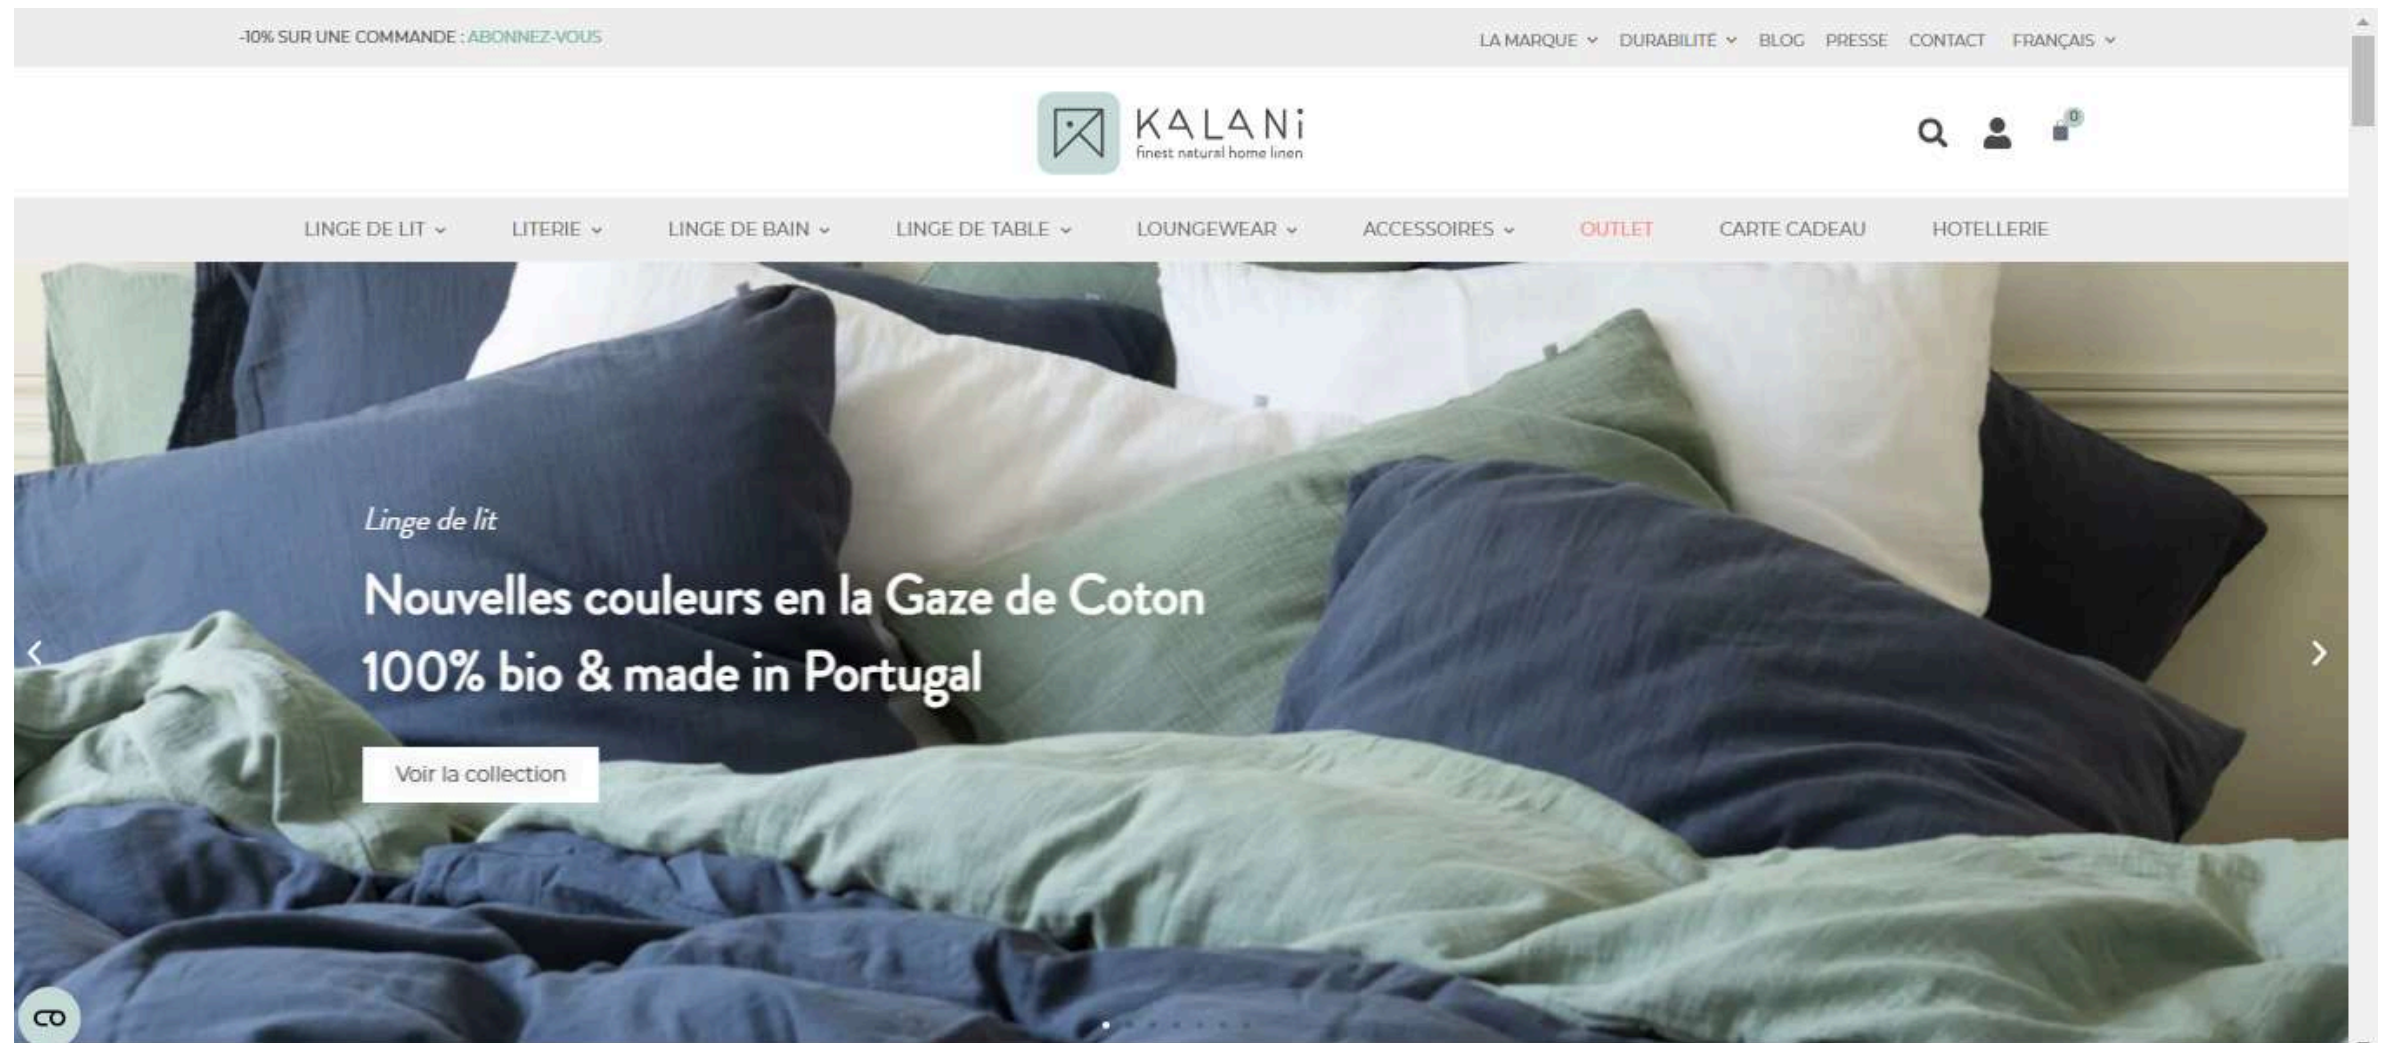 -10% SUR UNE COMMANDE : ABONNEZ-VOUS
LA MARQUE DURABILITÉ BLOG PRESSE CONTACT FRANÇAIS
KALANi
finest natural home linen
0
LINGE DE LIT LITERIE LINGE DE BAIN LINGE DE TABLE LOUNGEWEAR ACCESSOIRES OUTLET CARTE CADEAU HOTELLERIE
Linge de lit
Nouvelles couleurs en la Gaze de Coton
100% bio & made in Portugal
Voir la collection